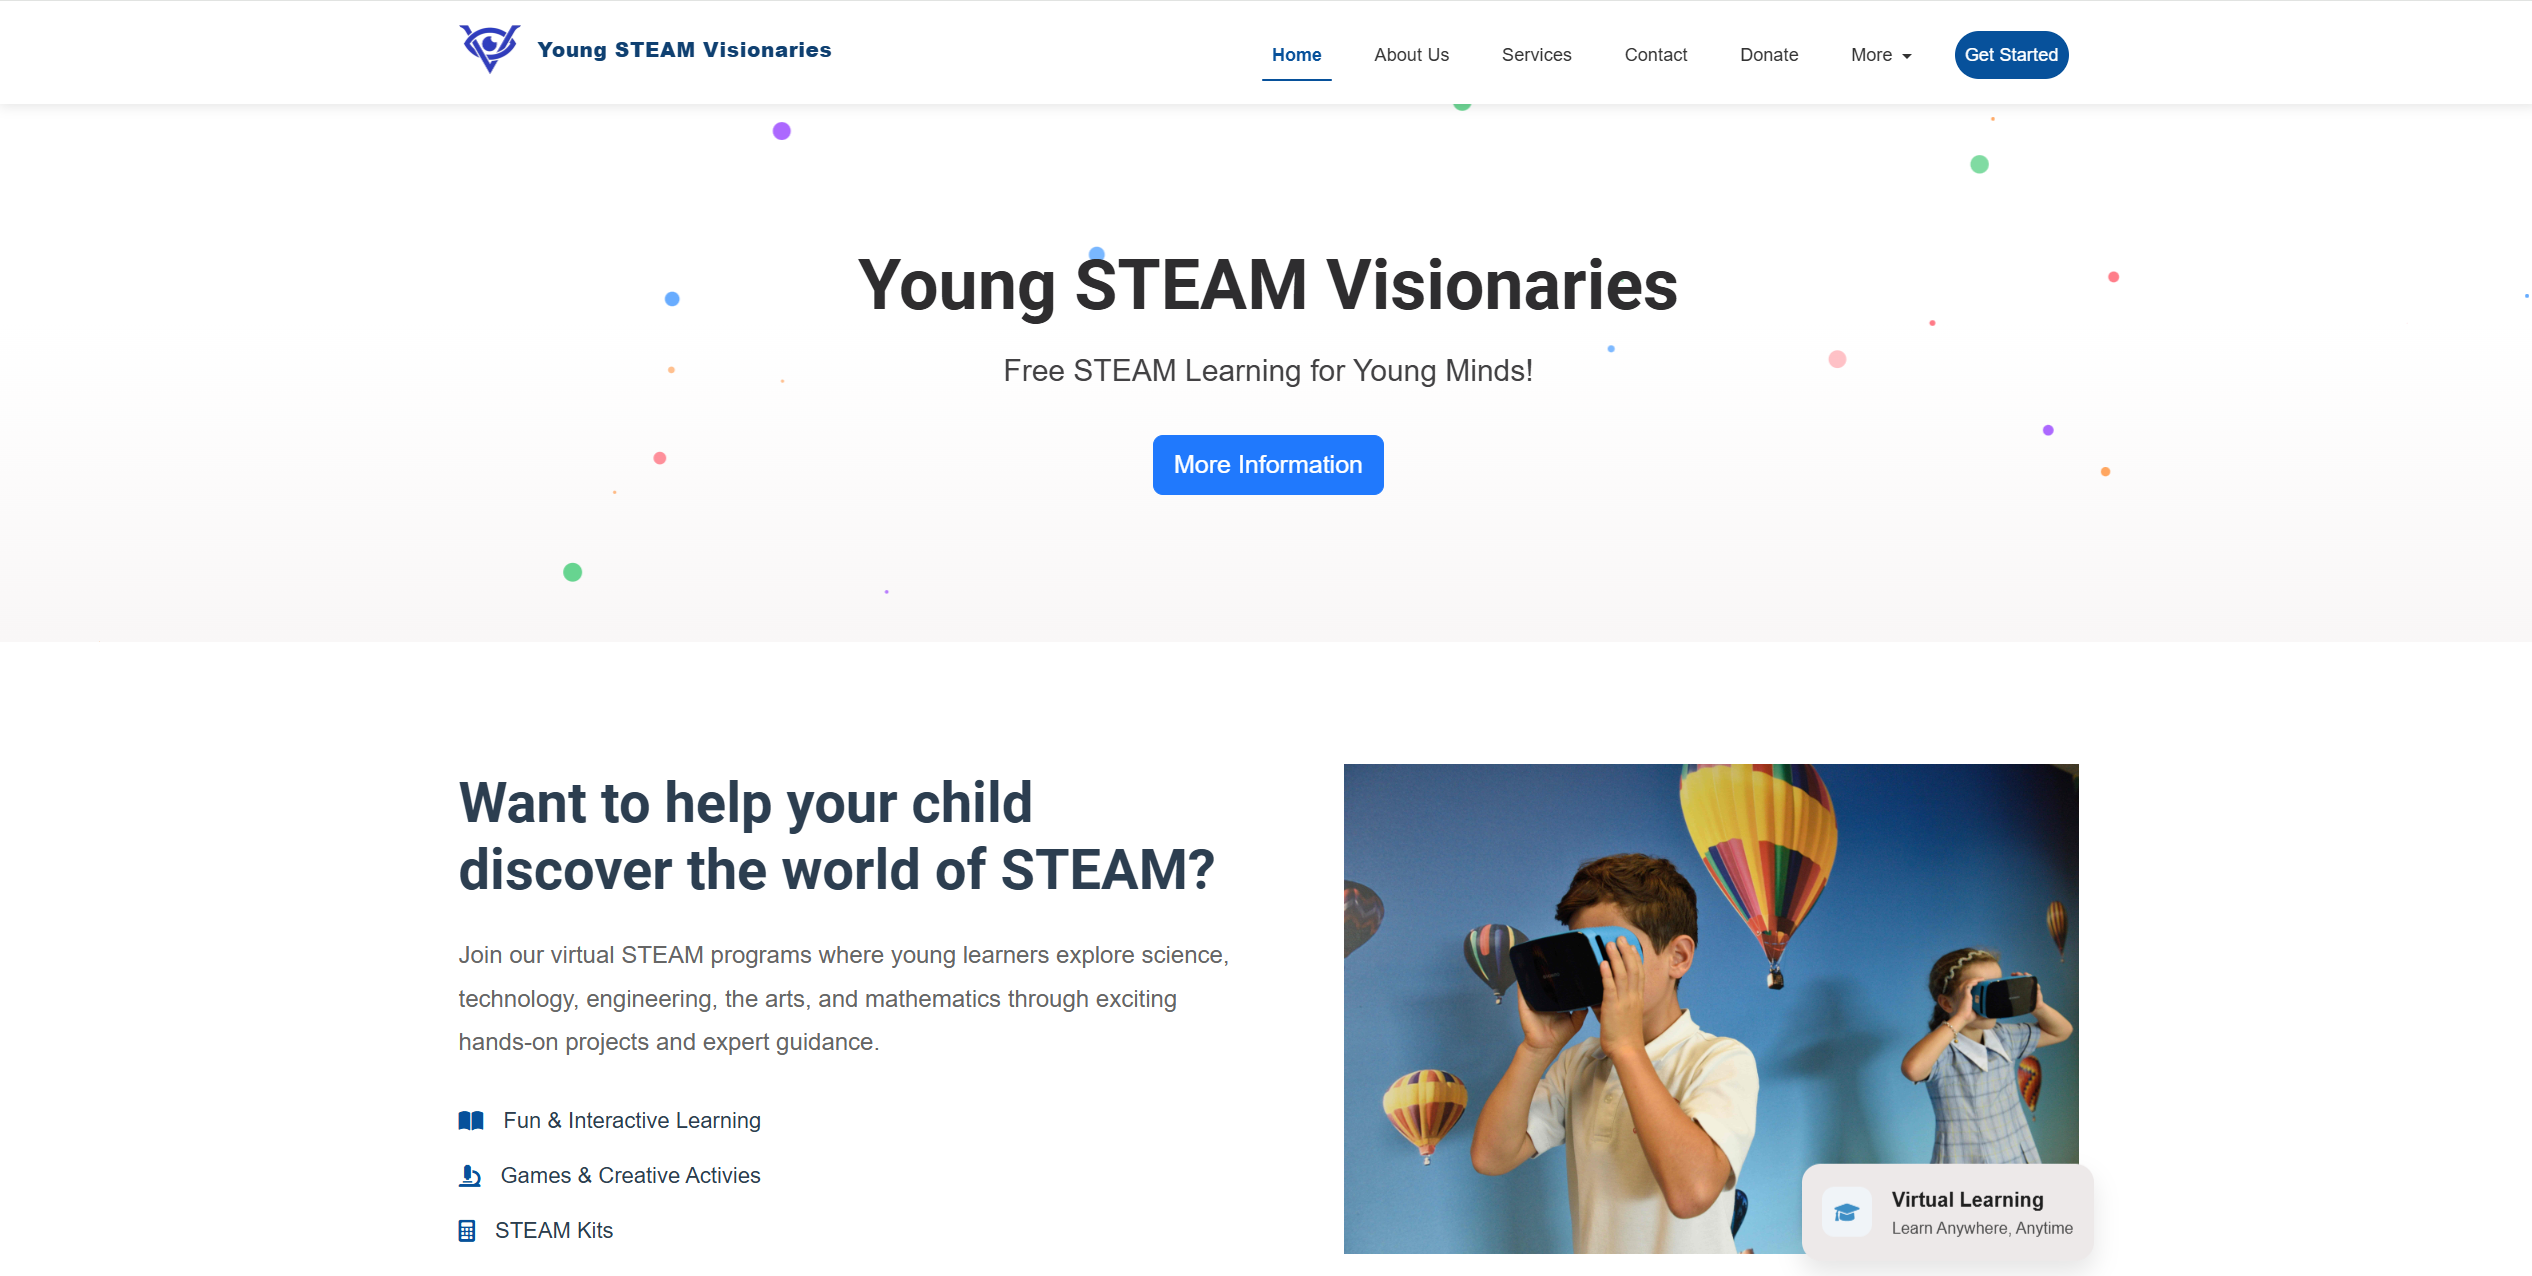 Young STEAM Visionaries
Home About Us Services Contact Donate More Get Started
Young STEAM Visionaries
Free STEAM Learning for Young Minds!
More Information
Want to help your child
discover the world of STEAM?
Join our virtual STEAM programs where young learners explore science,
technology, engineering, the arts, and mathematics through exciting
hands-on projects and expert guidance.
Fun & Interactive Learning
Games & Creative Activies
STEAM Kits
Virtual Learning
Learn Anywhere, Anytime